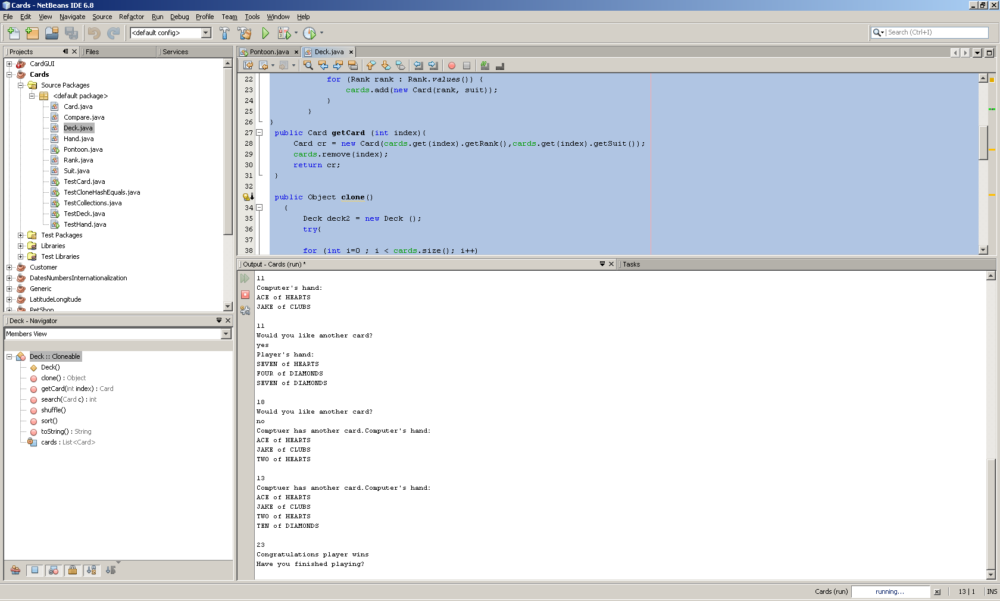 Cards - NetBeans IDE 6.8
File Edit View Navigate Source Refactor Run Debug Profile Team Tools Window Help
<default config>
Search (Ctrl+I)
Projects
Files
Services
CardGUI
Cards
Source Packages
<default package>
Card.java
Compare.java
Deck.java
Hand.java
Pontoon.java
Rank.java
Suit.java
TestCard.java
TestCloneHashEquals.java
TestCollections.java
TestDeck.java
TestHand.java
Test Packages
Libraries
Test Libraries
Customer
DatesNumbersInternationalization
Generic
LatitudeLongitude
PetShop
Deck - Navigator
Members View
Deck :: Cloneable
Deck()
clone() : Object
getCard(int index) : Card
search(Card c) : int
shuffle()
sort()
toString() : String
cards : List<Card>
Pontoon.java
Deck.java
22 for (Rank rank : Rank.values()) {
23 cards.add(new Card(rank, suit));
24 }
25 }
26 }
27 public Card getCard (int index){
28 Card cr = new Card(cards.get(index).getRank(),cards.get(index).getSuit());
29 cards.remove(index);
30 return cr;
31 }
32
public Object clone()
34 {
35 Deck deck2 = new Deck ();
36 try{
37
38 for (int i=0 ; i < cards.size(); i++)
Output - Cards (run) *
Tasks
11
Computer's hand:
ACE of HEARTS
JAKE of CLUBS
11
Would you like another card?
yes
Player's hand:
SEVEN of HEARTS
FOUR of DIAMONDS
SEVEN of DIAMONDS
18
Would you like another card?
no
Comptuer has another card.Computer's hand:
ACE of HEARTS
JAKE of CLUBS
TWO of HEARTS
13
Comptuer has another card.Computer's hand:
ACE of HEARTS
JAKE of CLUBS
TWO of HEARTS
TEN of DIAMONDS
23
Congratulations player wins
Have you finished playing?
Cards (run)
running...
13 | 1
INS